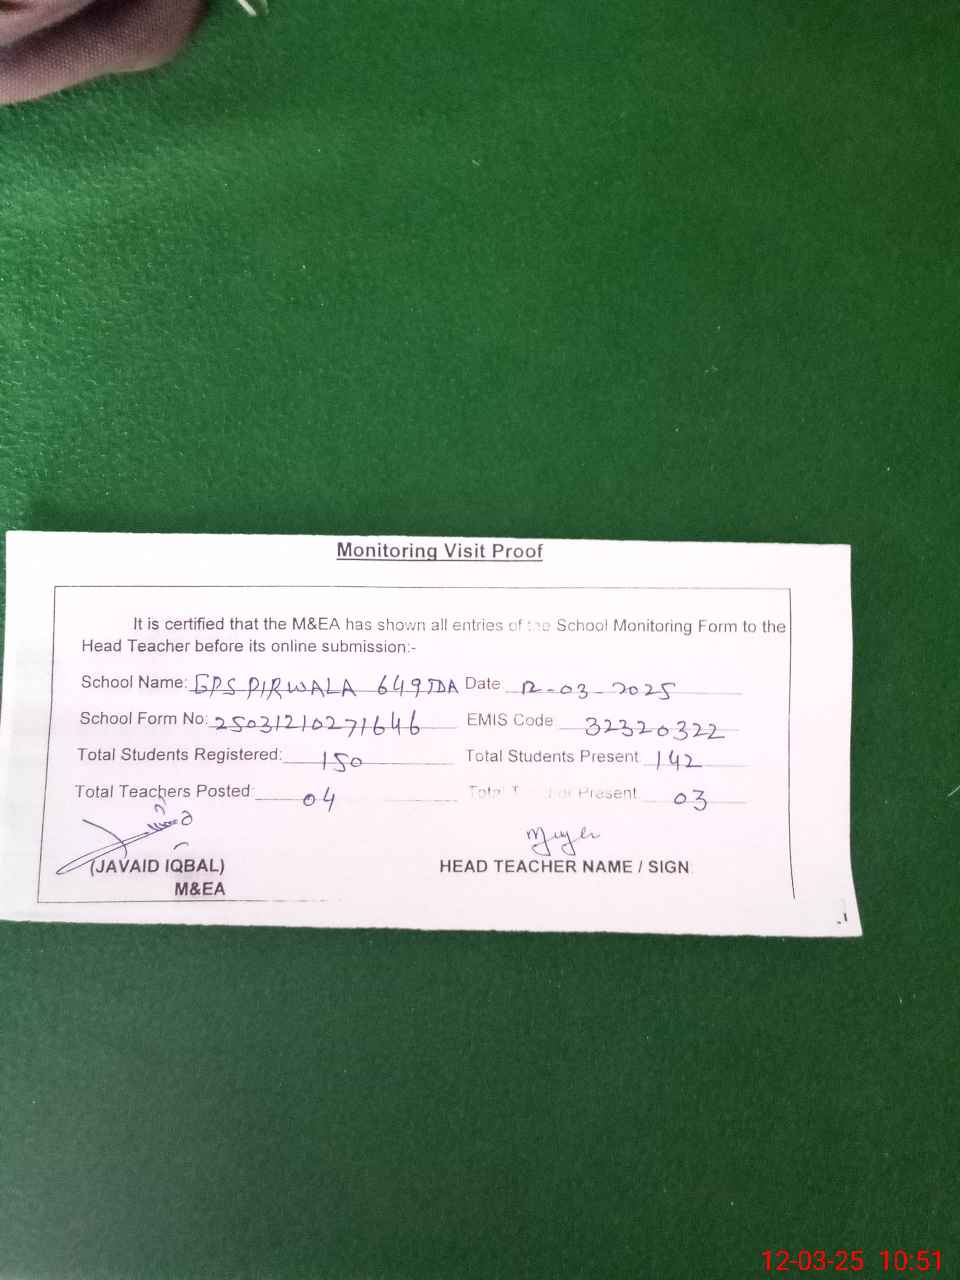 Monitoring Visit Proof
It is certified that the M&EA has shown all entries of the School Monitoring Form to the
Head Teacher before its online submission:-
School Name: GPS PIRWALA 649TDA Date 12-03-2025
School Form No: 25031210271646 EMIS Code 32320322
Total Students Registered: 150 Total Students Present 142
Total Teachers Posted: 04 Total Present 03
(JAVAID IQBAL) HEAD TEACHER NAME / SIGN
M&EA
12-03-25 10:51